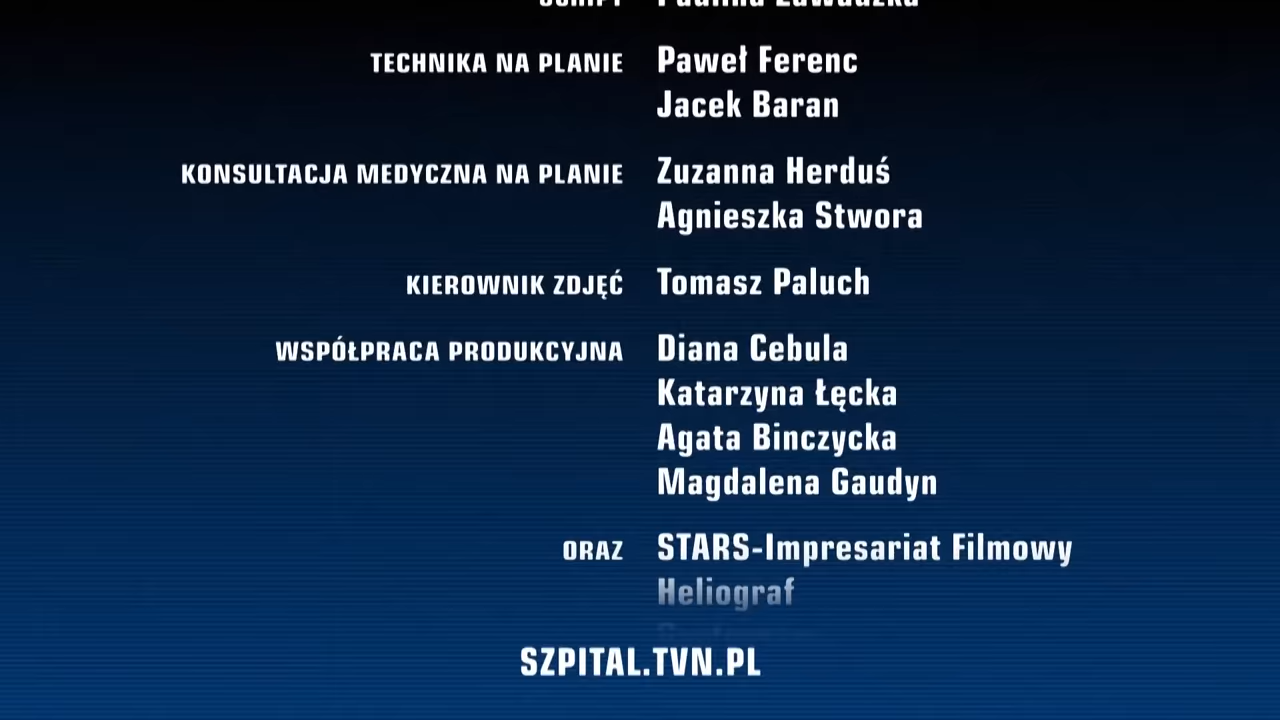 TECHNIKA NA PLANIE Paweł Ferenc
Jacek Baran
KONSULTACJA MEDYCZNA NA PLANIE Zuzanna Herduś
Agnieszka Stwora
KIEROWNIK ZDJĘĆ Tomasz Paluch
WSPÓŁPRACA PRODUKCYJNA Diana Cebula
Katarzyna Łęcka
Agata Binczycka
Magdalena Gaudyn
ORAZ STARS-Impresariat Filmowy
Heliograf
SZPITAL.TVN.PL